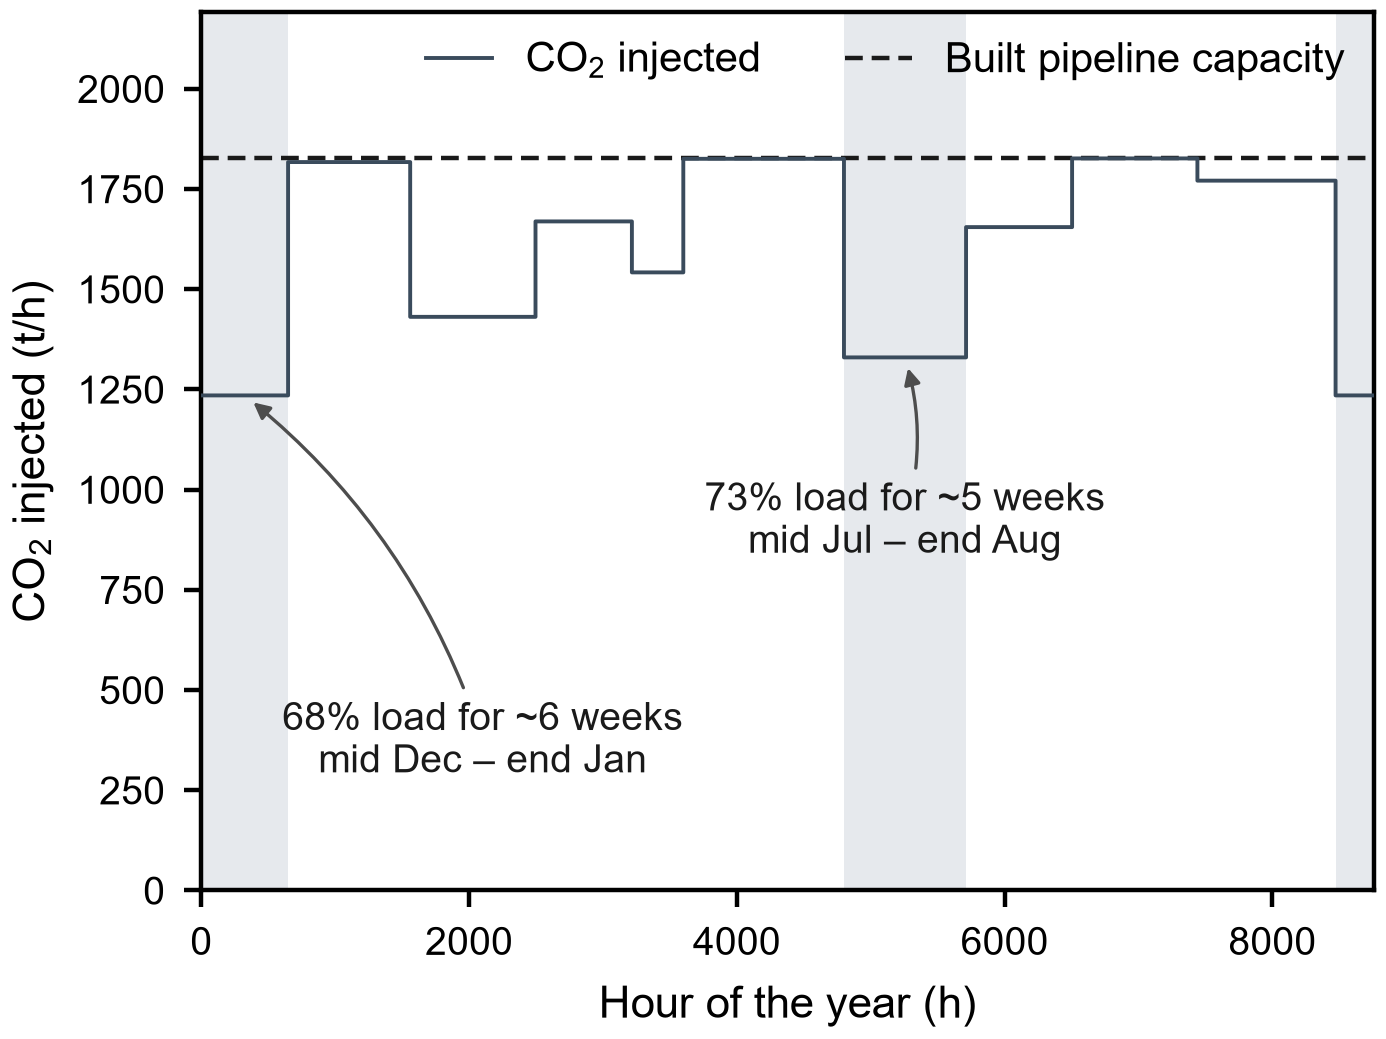 CO₂ injected
Built pipeline capacity
2000
1750
1500
1250
1000
750
500
250
0
CO₂ injected (t/h)
73% load for ~5 weeks
mid Jul – end Aug
68% load for ~6 weeks
mid Dec – end Jan
0 2000 4000 6000 8000
Hour of the year (h)